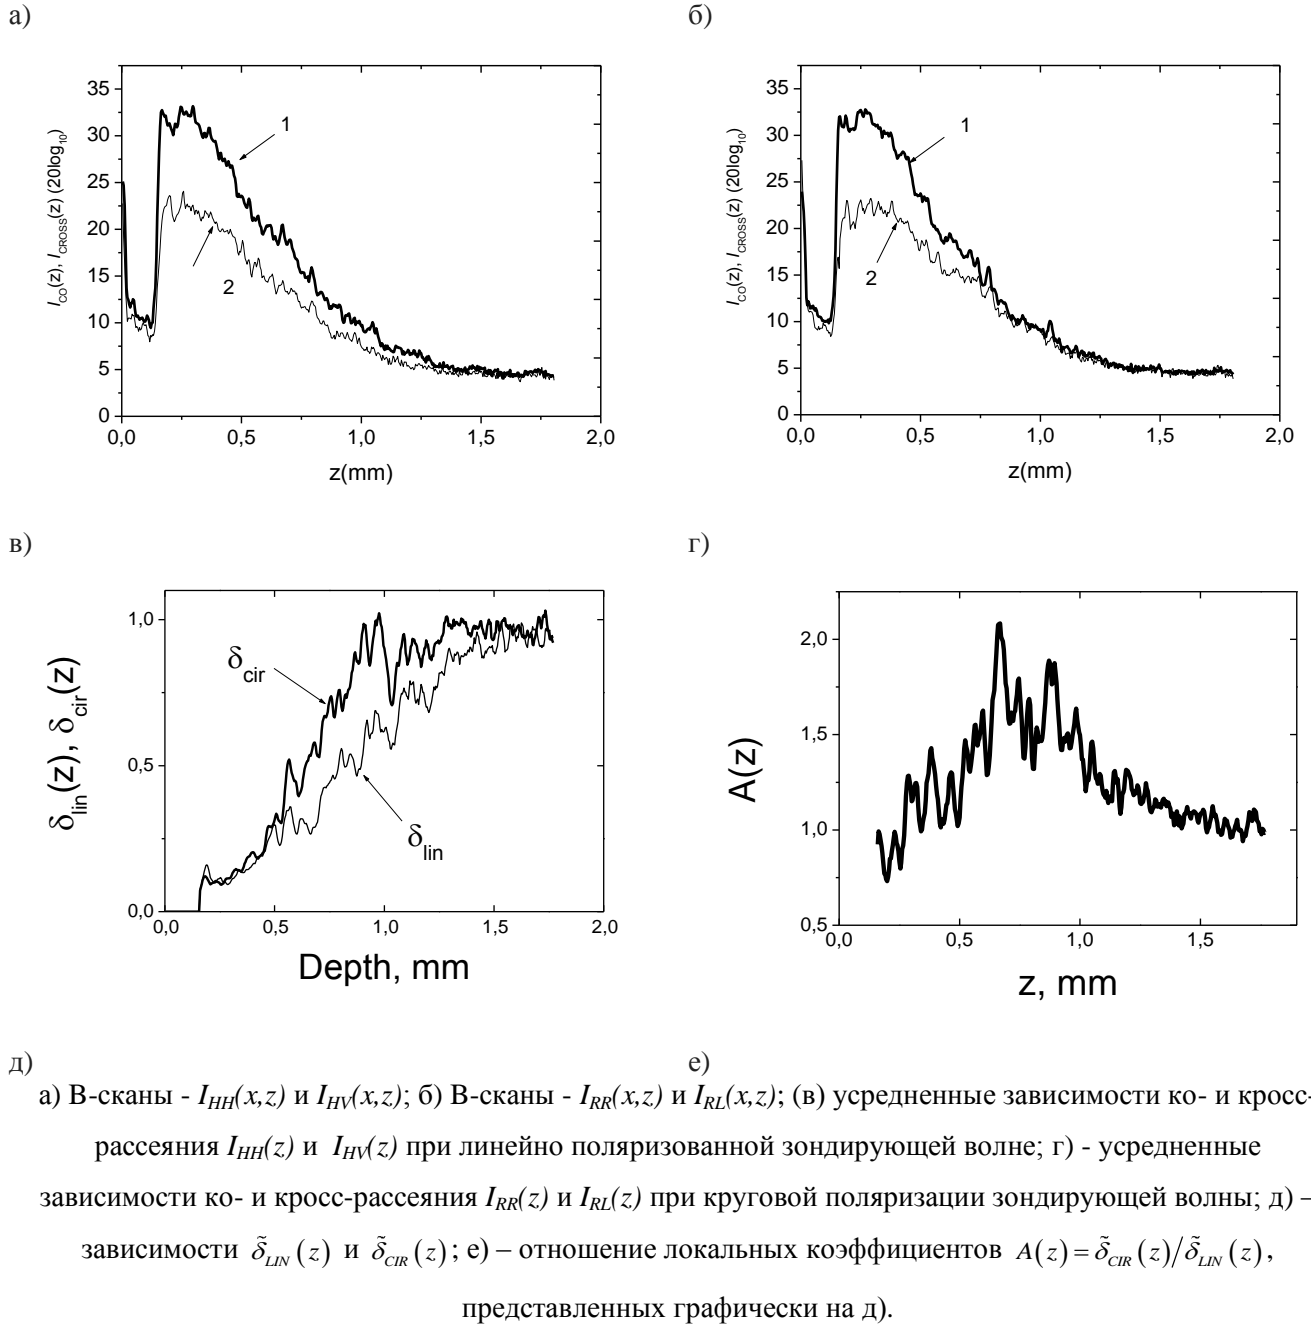 а)
б)
I_CO(z), I_CROSS(z) (20log_10)
35
30
25
20
15
10
5
0
1
2
0,0 0,5 1,0 1,5 2,0
z(mm)
I_CO(z), I_CROSS(z) (20log_10)
35
30
25
20
15
10
5
0
1
2
0,0 0,5 1,0 1,5 2,0
z(mm)
в)
г)
δ_lin(z), δ_cir(z)
1,0
0,5
0,0
δ_cir
δ_lin
0,0 0,5 1,0 1,5 2,0
Depth, mm
A(z)
2,0
1,5
1,0
0,5
0,0 0,5 1,0 1,5
z, mm
д)
е)
а) В-сканы - I_HH(x,z) и I_HV(x,z); б) В-сканы - I_RR(x,z) и I_RL(x,z); (в) усредненные зависимости ко- и кросс-
рассеяния I_HH(z) и I_HV(z) при линейно поляризованной зондирующей волне; г) - усредненные
зависимости ко- и кросс-рассеяния I_RR(z) и I_RL(z) при круговой поляризации зондирующей волны; д) –
зависимости δ̃_LIN(z) и δ̃_CIR(z); е) – отношение локальных коэффициентов A(z)=δ̃_CIR(z)/δ̃_LIN(z),
представленных графически на д).